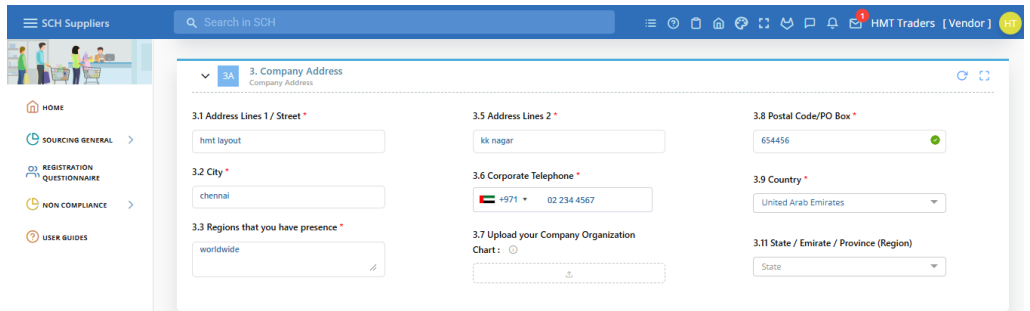 SCH Suppliers
Search in SCH
1
HMT Traders [ Vendor ]
HT
HOME
SOURCING GENERAL
REGISTRATION
QUESTIONNAIRE
NON COMPLIANCE
USER GUIDES
3A
3. Company Address
Company Address
3.1 Address Lines 1 / Street *
hmt layout
3.2 City *
chennai
3.3 Regions that you have presence *
worldwide
3.5 Address Lines 2 *
kk nagar
3.6 Corporate Telephone *
+971
02 234 4567
3.7 Upload your Company Organization
Chart :
3.8 Postal Code/PO Box *
654456
3.9 Country *
United Arab Emirates
3.11 State / Emirate / Province (Region)
State